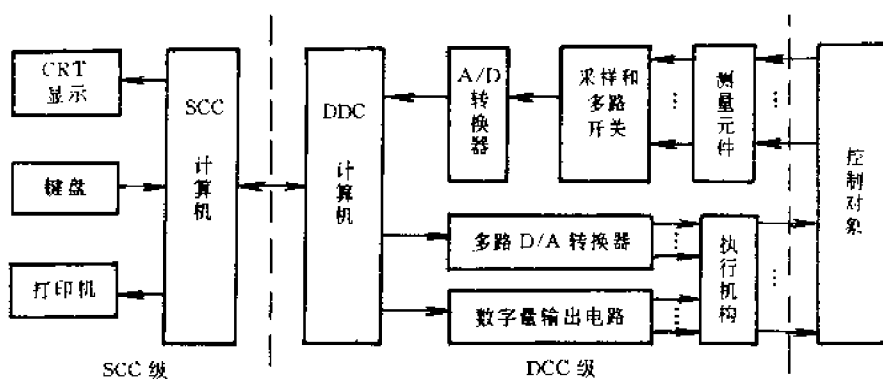 CRT
显示
键盘
打印机
SCC
计算机
DDC
计算机
A/D
转换器
采样和
多路
开关
测量元件
多路 D/A 转换器
数字量输出电路
执行机构
控制对象
SCC 级
DCC 级